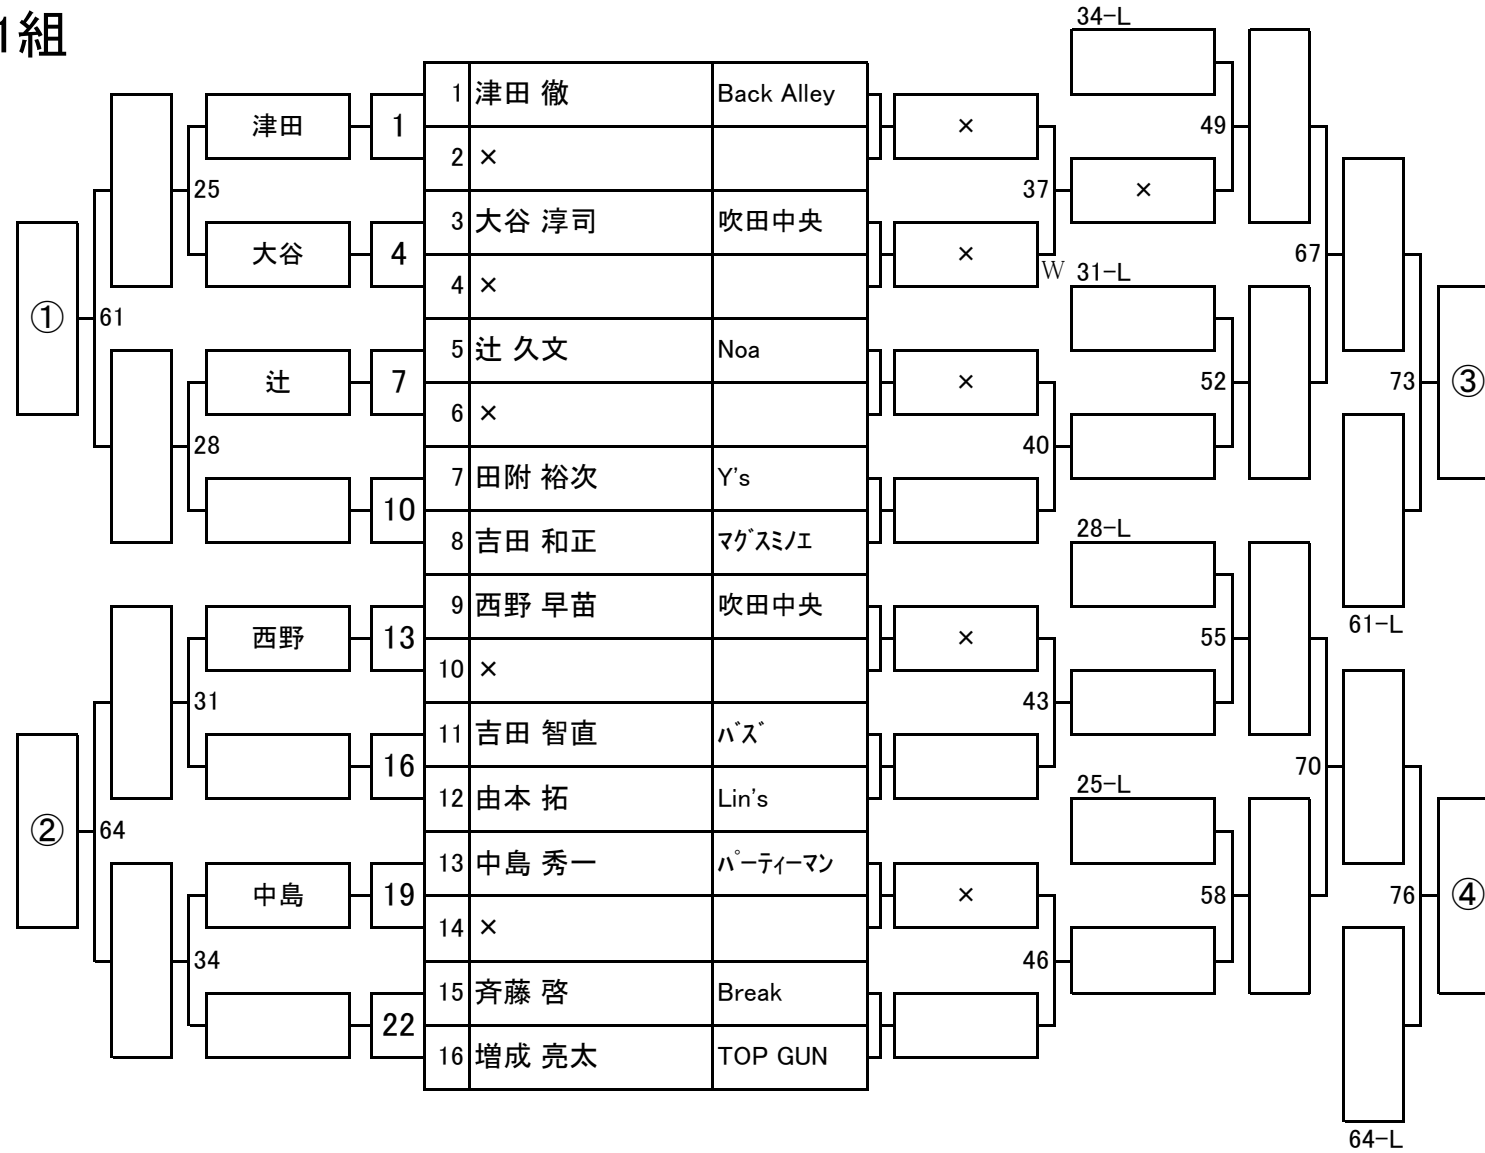 1組
34-L
1 津田 徹 Back Alley
津田 1 × 49
2 ×
25 37 ×
3 大谷 淳司 吹田中央
大谷 4 × 67
W 31-L
4 ×
① 61
5 辻 久文 Noa
辻 7 × 52 73 ③
6 ×
28 40
7 田附 裕次 Y's
10
28-L
8 吉田 和正 マグスミノエ
9 西野 早苗 吹田中央
61-L
西野 13 × 55
10 ×
31 43
11 吉田 智直 バズ
16 70
25-L
12 由本 拓 Lin's
② 64
13 中島 秀一 パーティーマン
中島 19 × 58 76 ④
14 ×
34 46
15 斉藤 啓 Break
22
16 増成 亮太 TOP GUN
64-L